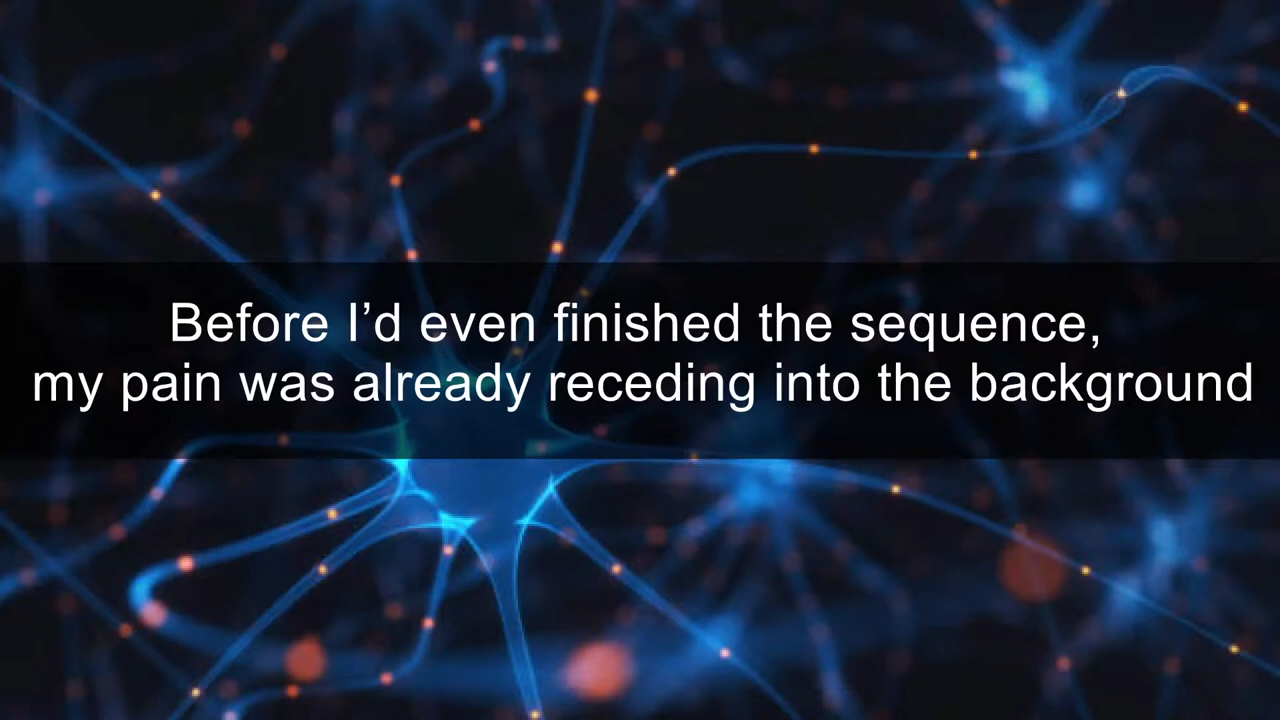 Before I’d even finished the sequence,
my pain was already receding into the background